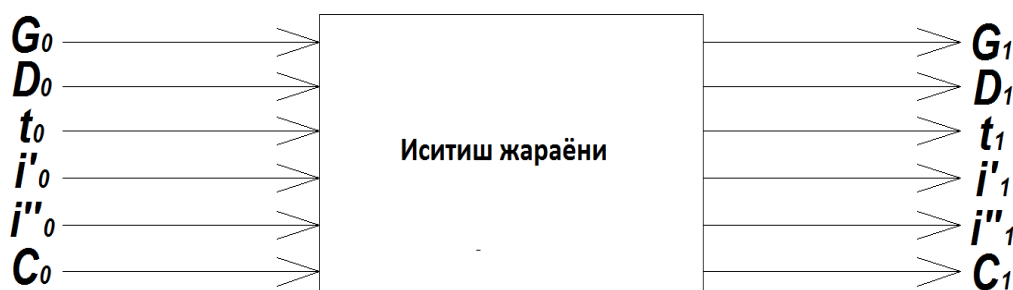 G₀ G₁
D₀ D₁
t₀ t₁
Иситиш жараёни
i'₀ i'₁
i"₀ i"₁
-
C₀ C₁